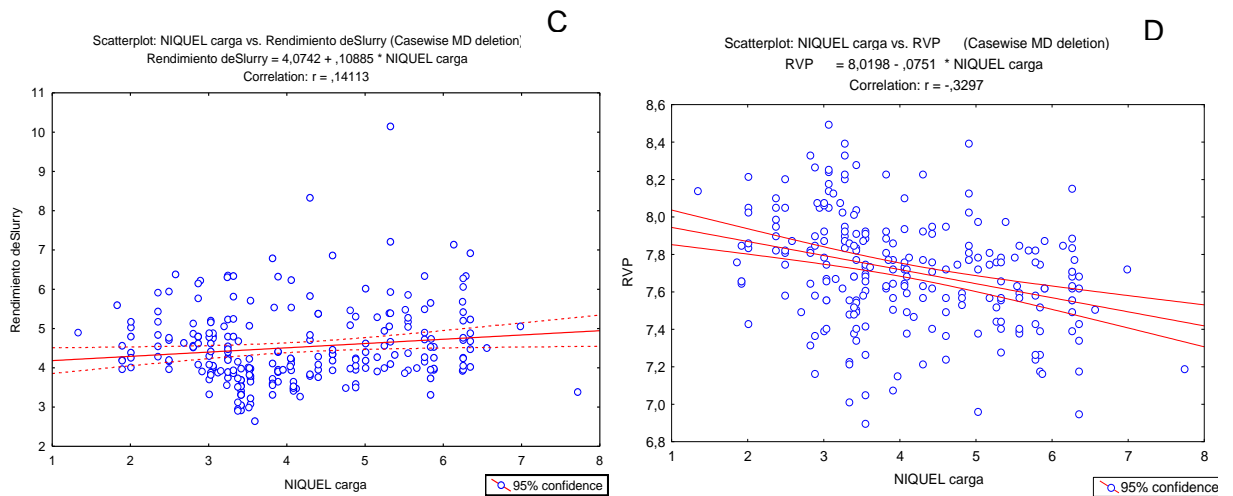 C
Scatterplot: NIQUEL carga vs. Rendimiento deSlurry (Casewise MD deletion)
Rendimiento deSlurry = 4,0742 + ,10885 * NIQUEL carga
Correlation: r = ,14113
11
10
9
8
7
6
5
4
3
2
Rendimiento deSlurry
1 2 3 4 5 6 7 8
NIQUEL carga
95% confidence
D
Scatterplot: NIQUEL carga vs. RVP (Casewise MD deletion)
RVP = 8,0198 - ,0751 * NIQUEL carga
Correlation: r = -,3297
8,6
8,4
8,2
8,0
7,8
7,6
7,4
7,2
7,0
6,8
RVP
1 2 3 4 5 6 7 8
NIQUEL carga
95% confidence